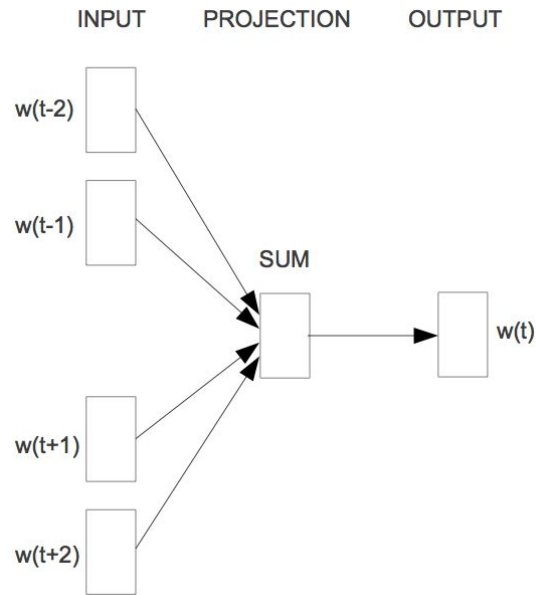 INPUT PROJECTION OUTPUT
w(t-2)
w(t-1)
SUM
w(t)
w(t+1)
w(t+2)